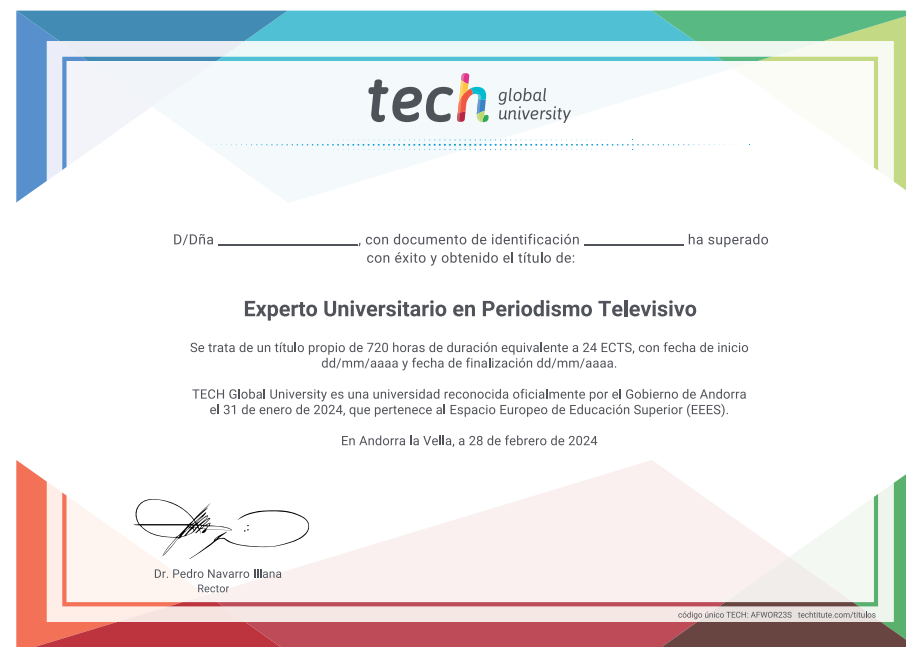 tech global university
D/Dña ____________, con documento de identificación ____________ ha superado
con éxito y obtenido el título de:
Experto Universitario en Periodismo Televisivo
Se trata de un título propio de 720 horas de duración equivalente a 24 ECTS, con fecha de inicio
dd/mm/aaaa y fecha de finalización dd/mm/aaaa.
TECH Global University es una universidad reconocida oficialmente por el Gobierno de Andorra
el 31 de enero de 2024, que pertenece al Espacio Europeo de Educación Superior (EEES).
En Andorra la Vella, a 28 de febrero de 2024
Dr. Pedro Navarro Illana
Rector
código único TECH: AFWOR23S techtitute.com/titulos